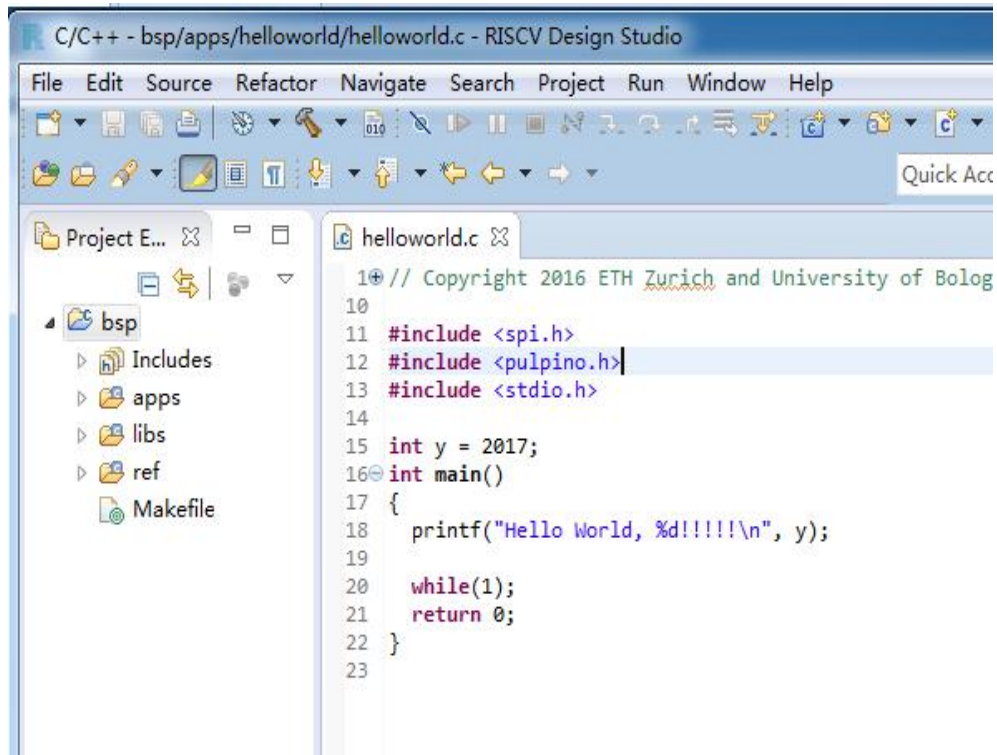 C/C++ - bsp/apps/helloworld/helloworld.c - RISCV Design Studio
File Edit Source Refactor Navigate Search Project Run Window Help
010
Quick Acc
Project E...
helloworld.c
bsp
Includes
apps
libs
ref
Makefile
1 // Copyright 2016 ETH Zurich and University of Bolog
10
11 #include <spi.h>
12 #include <pulpino.h>
13 #include <stdio.h>
14
15 int y = 2017;
16 int main()
17 {
18 printf("Hello World, %d!!!!!\n", y);
19
20 while(1);
21 return 0;
22 }
23